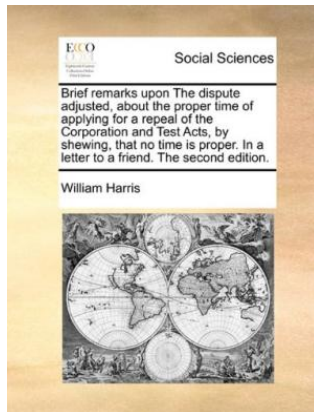 ECCO
Social Sciences
Brief remarks upon The dispute
adjusted, about the proper time of
applying for a repeal of the
Corporation and Test Acts, by
shewing, that no time is proper. In a
letter to a friend. The second edition.
William Harris